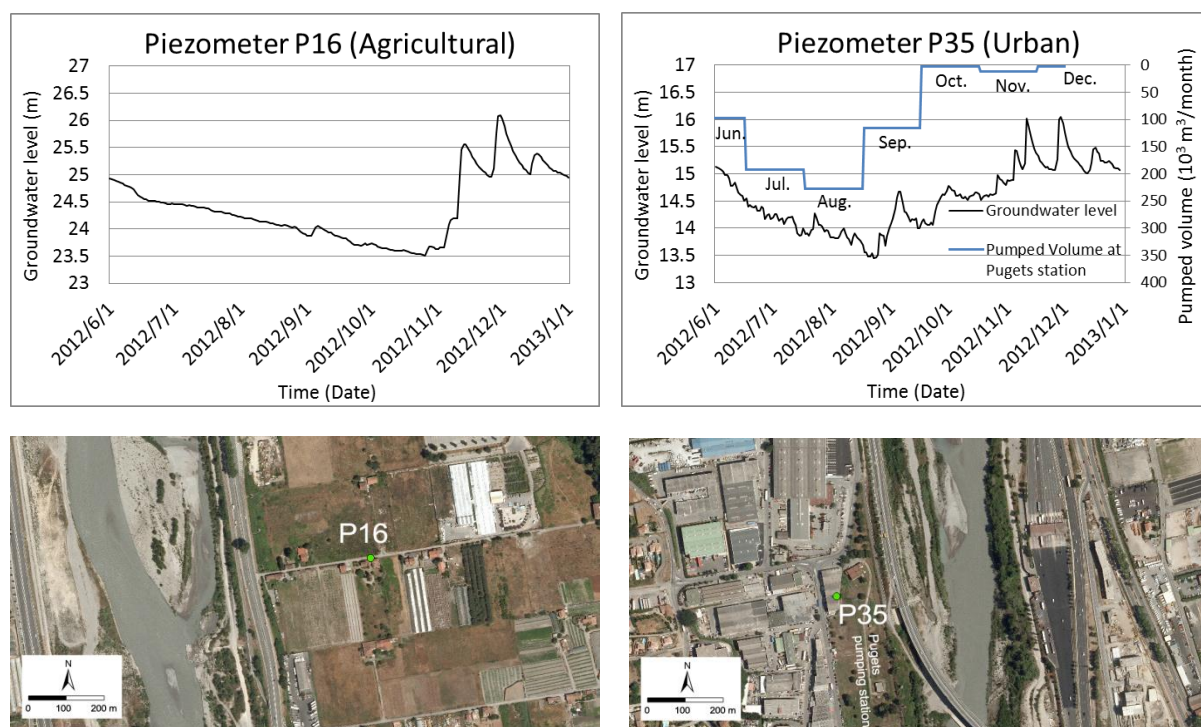 Piezometer P16 (Agricultural)
Groundwater level (m)
27
26.5
26
25.5
25
24.5
24
23.5
23
2012/6/1
2012/7/1
2012/8/1
2012/9/1
2012/10/1
2012/11/1
2012/12/1
2013/1/1
Time (Date)
Piezometer P35 (Urban)
Groundwater level (m)
17
16.5
16
15.5
15
14.5
14
13.5
13
Jun.
Jul.
Aug.
Sep.
Oct.
Nov.
Dec.
Groundwater level
Pumped Volume at
Pugets station
0
50
100
150
200
250
300
350
400
Pumped volume (10³ m³/month)
2012/6/1
2012/7/1
2012/8/1
2012/9/1
2012/10/1
2012/11/1
2012/12/1
2013/1/1
Time (Date)
P16
N
0 100 200 m
P35
Pugets
pumping station
N
0 100 200 m